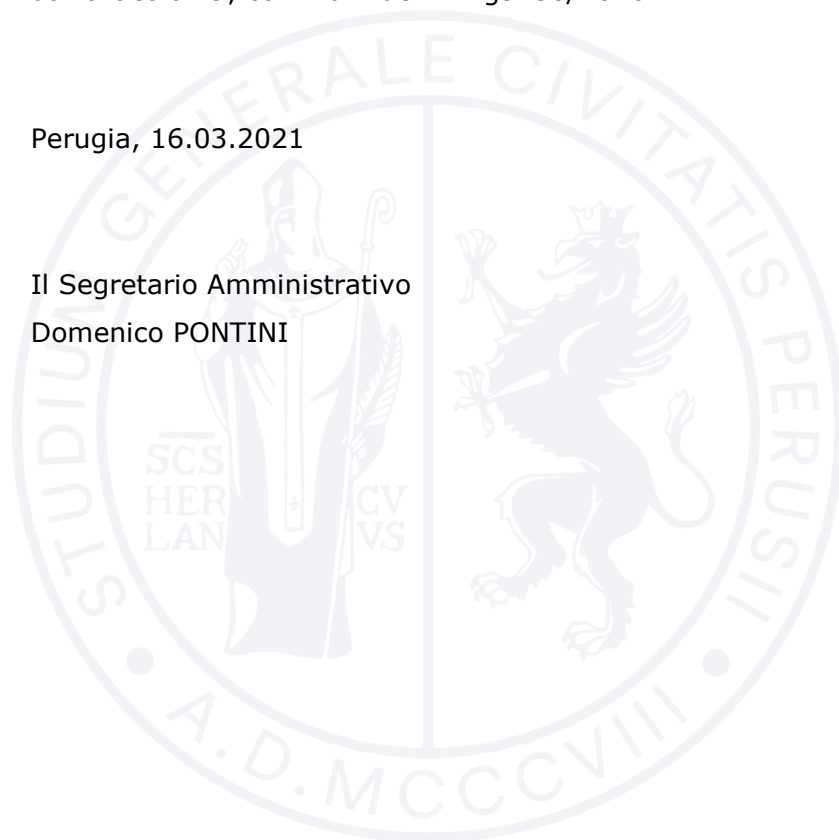 Perugia, 16.03.2021
Il Segretario Amministrativo
Domenico PONTINI
STUDIUM GENERALE CIVITATIS PERUSII
A.D. MCCCVIII
SCS
HER
LAN
CV
VS